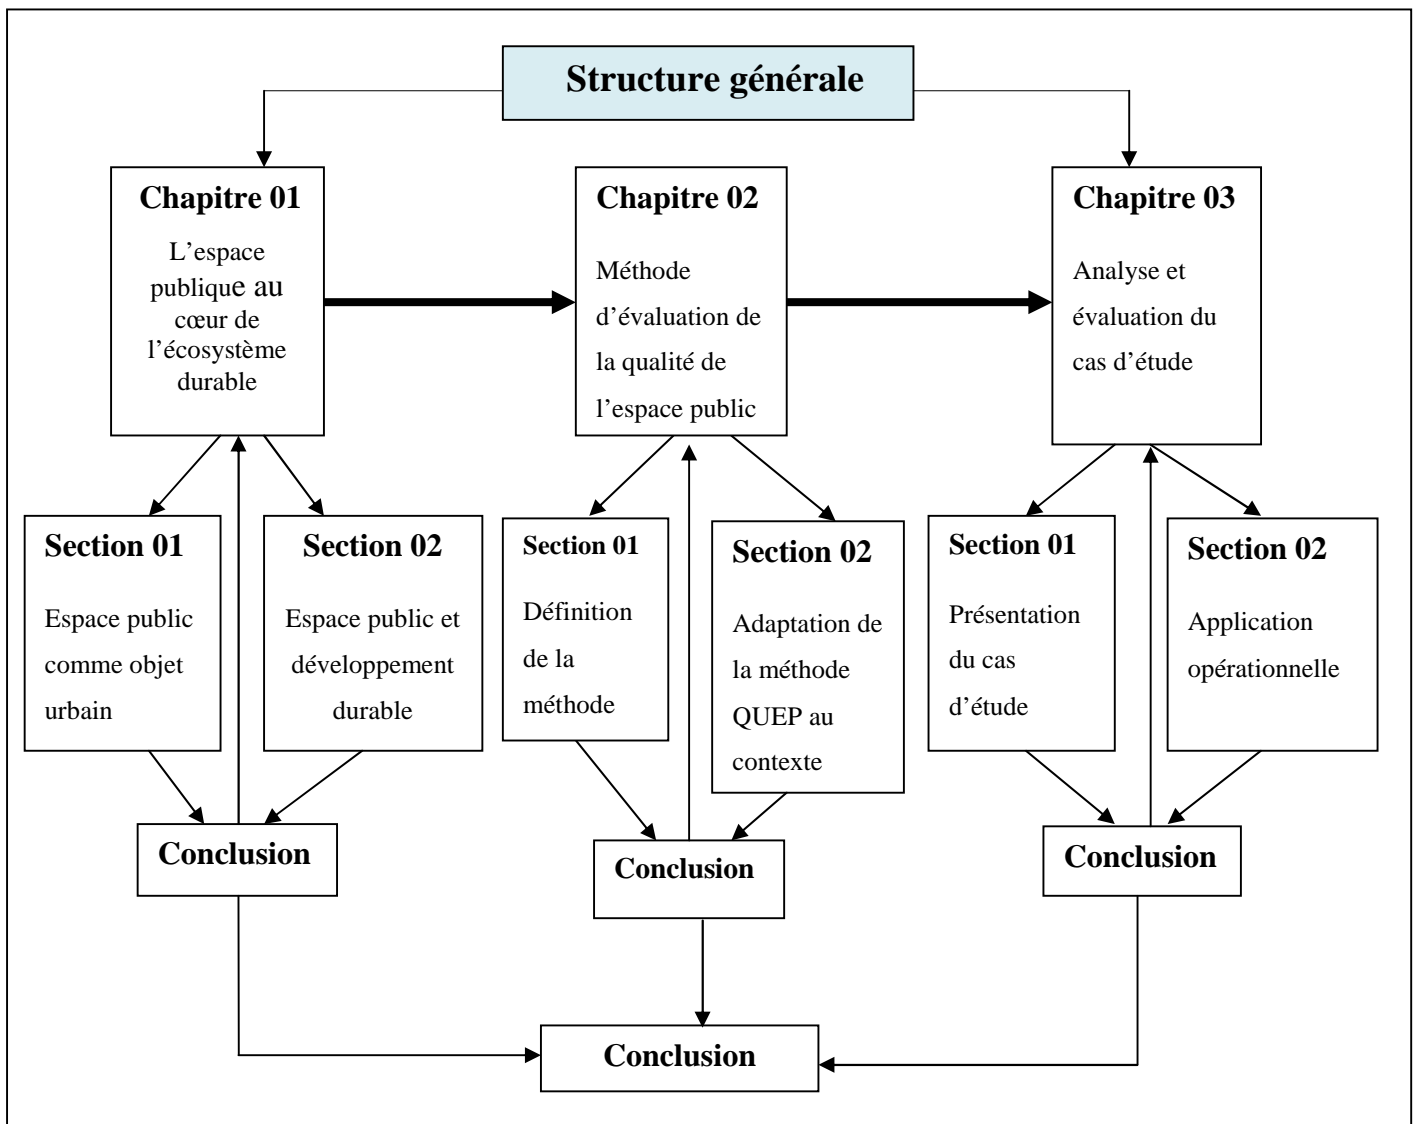 Structure générale
Chapitre 01
L’espace
publique au
cœur de
l’écosystème
durable
Chapitre 02
Méthode
d’évaluation de
la qualité de
l’espace public
Chapitre 03
Analyse et
évaluation du
cas d’étude
Section 01
Espace public
comme objet
urbain
Section 02
Espace public et
développement
durable
Section 01
Définition
de la
méthode
Section 02
Adaptation de
la méthode
QUEP au
contexte
Section 01
Présentation
du cas
d’étude
Section 02
Application
opérationnelle
Conclusion
Conclusion
Conclusion
Conclusion